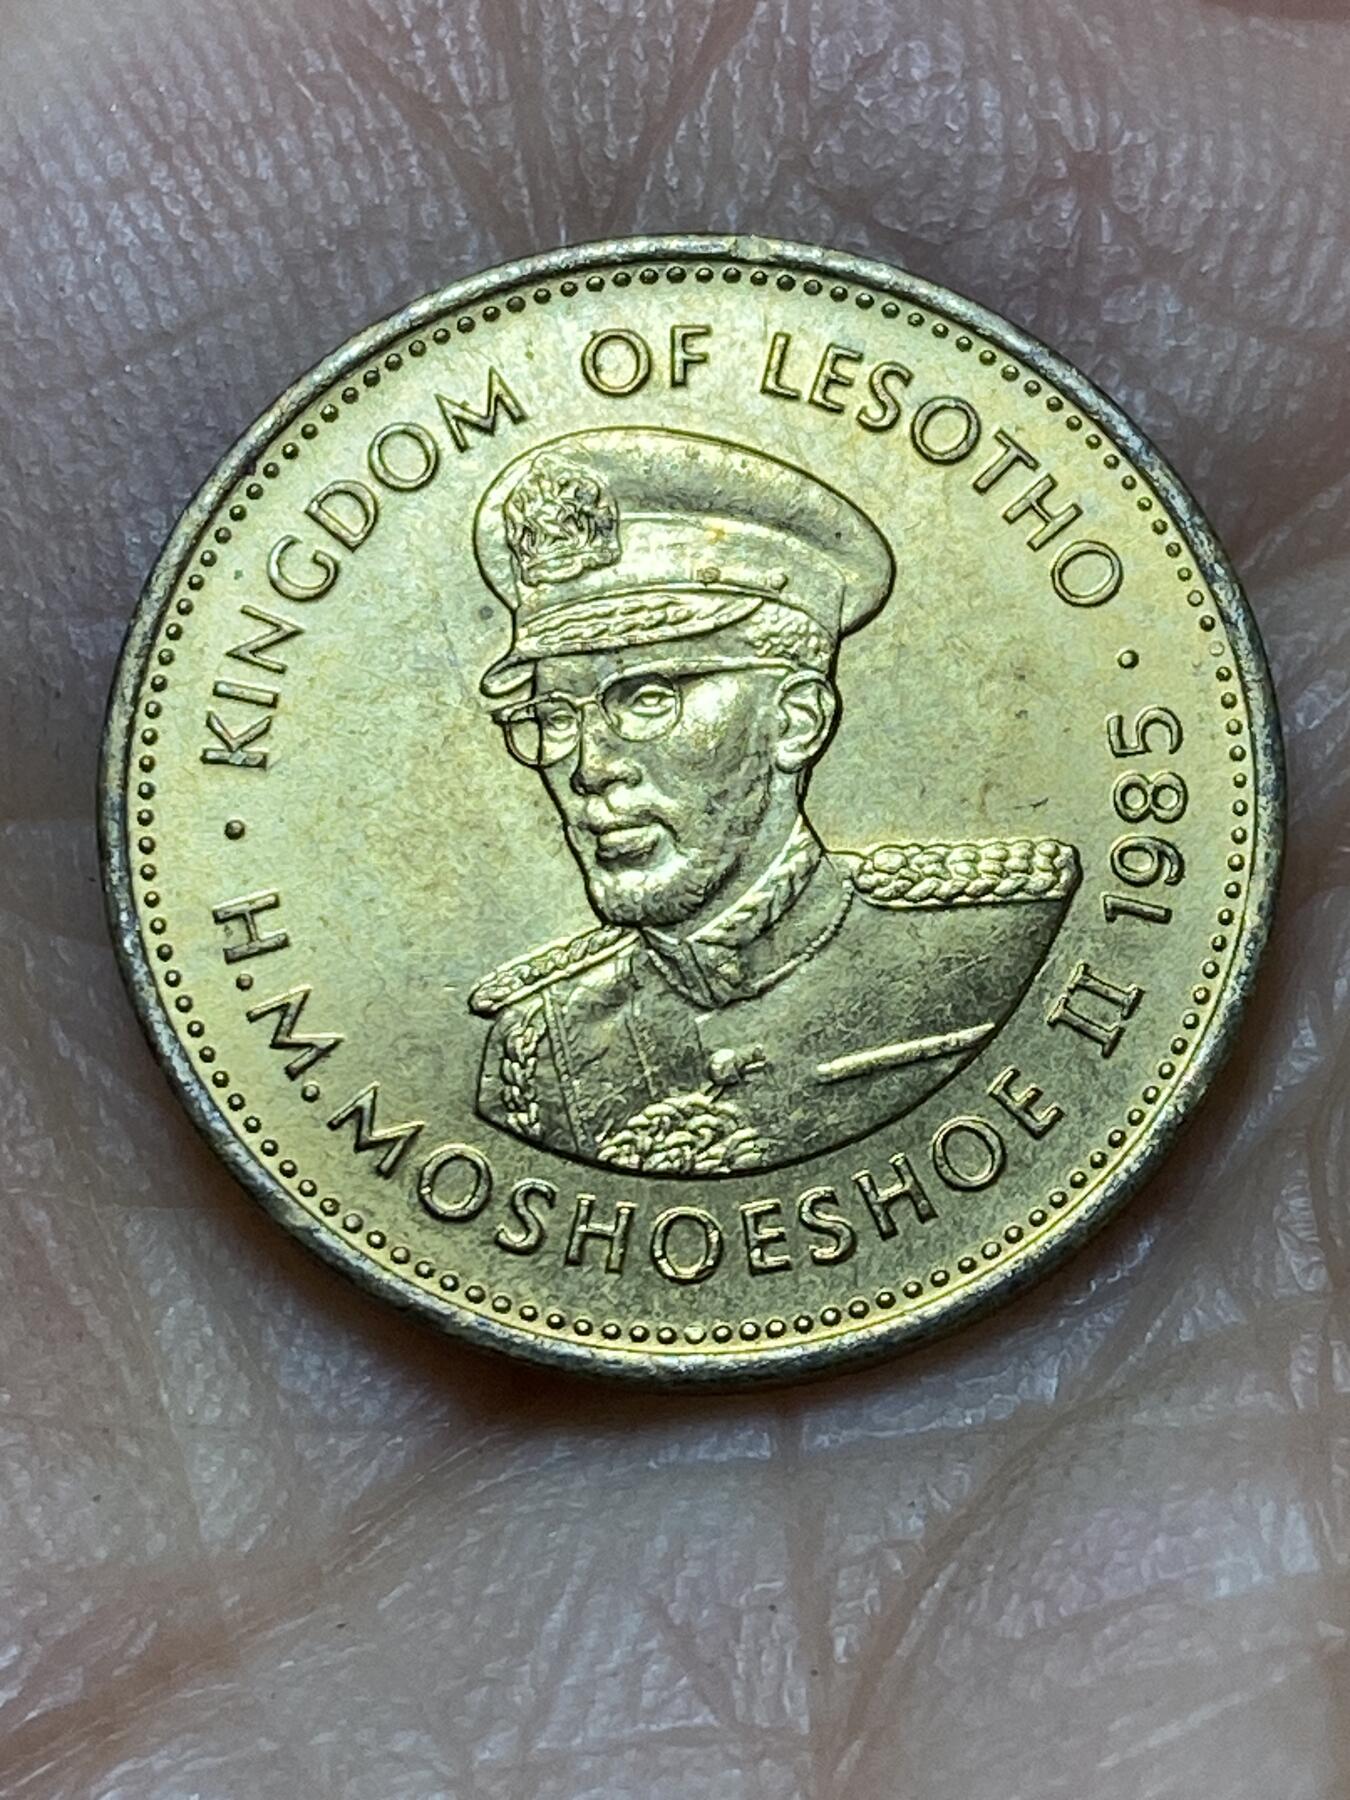 · KINGDOM OF LESOTHO ·
H.M. MOSHOESHOE II 1985